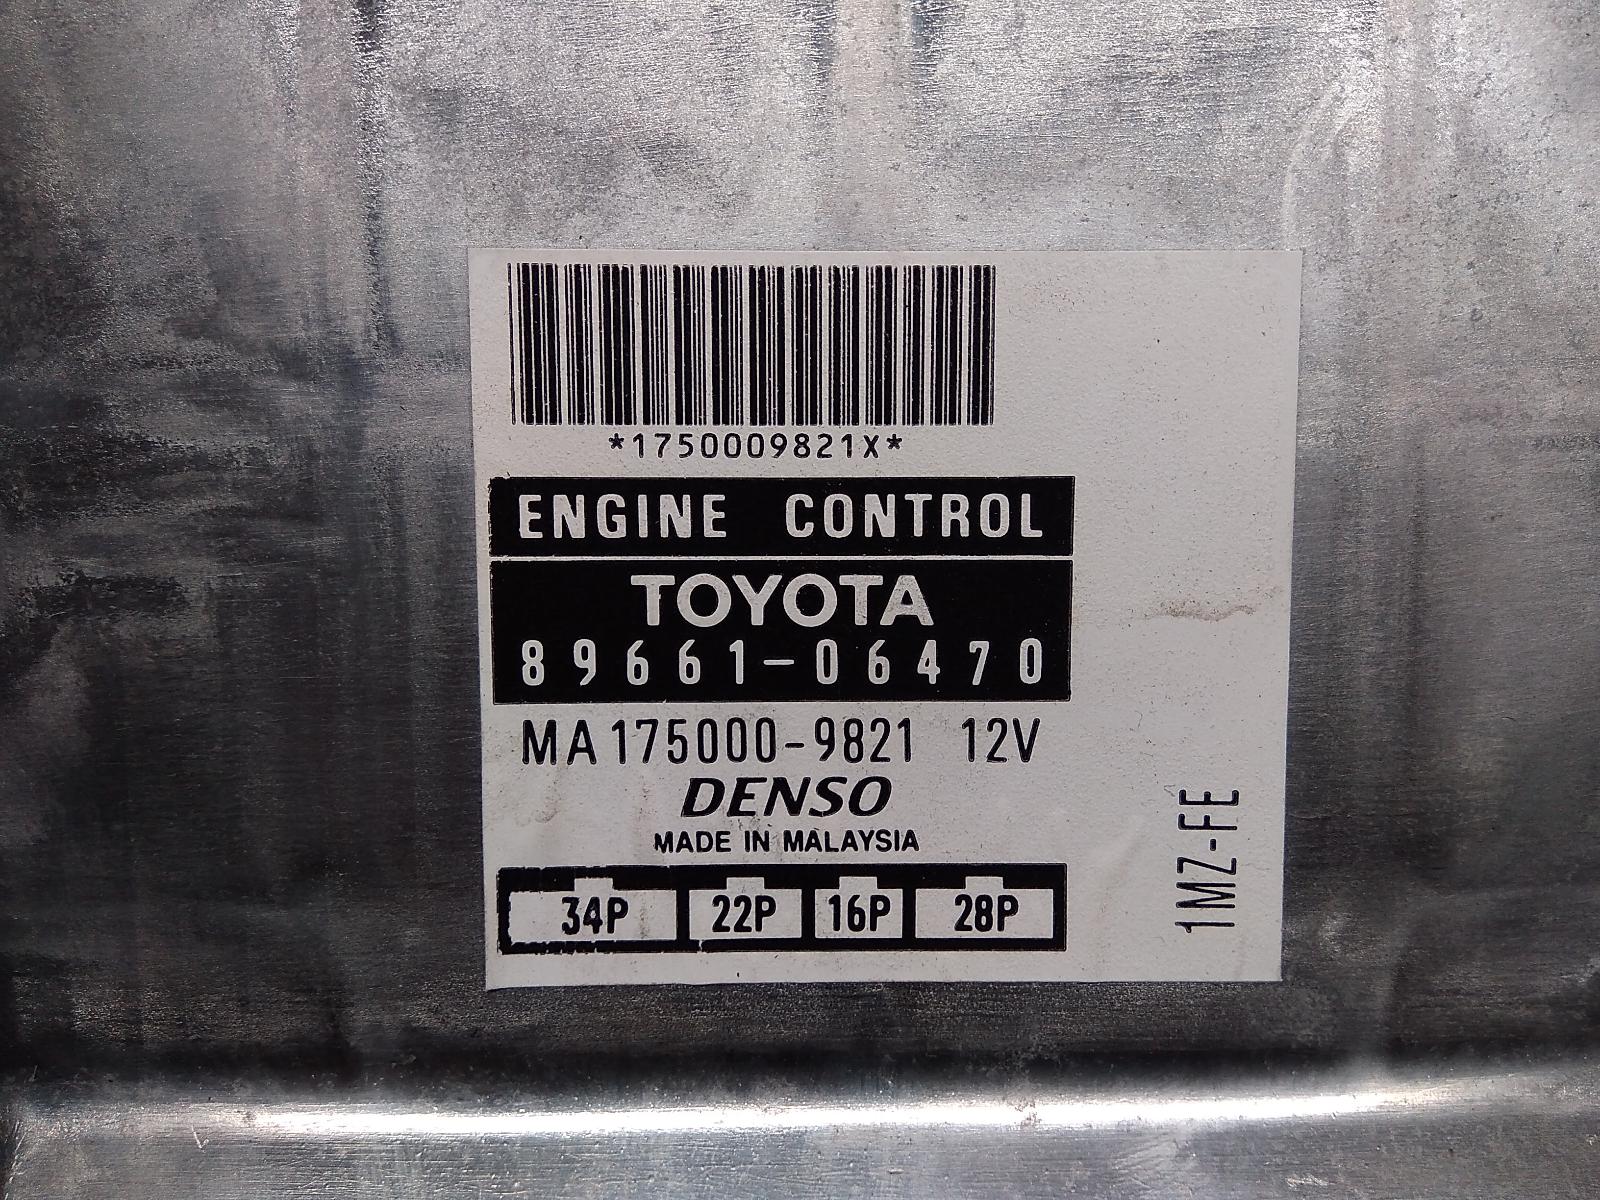 *1750009821X*
ENGINE CONTROL
TOYOTA
89661-06470
MA175000-9821 12V
DENSO
MADE IN MALAYSIA
34P 22P 16P 28P
1MZ-FE